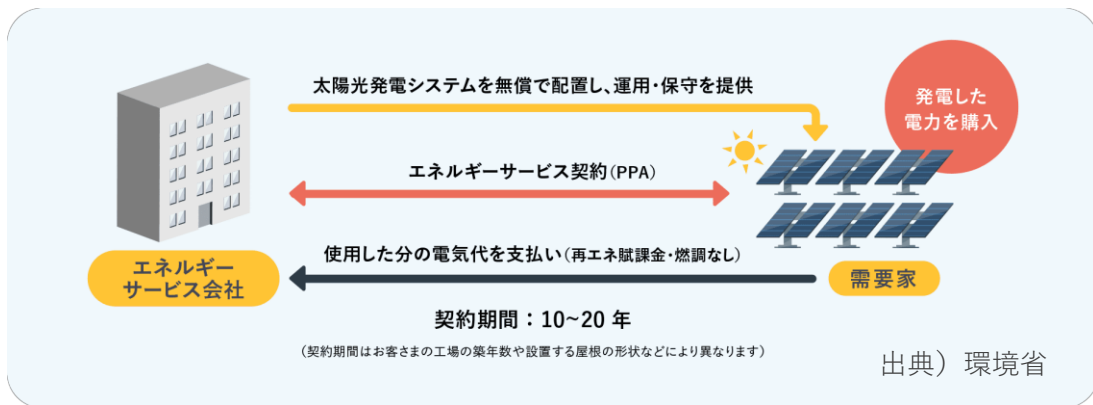 太陽光発電システムを無償で配置し、運用・保守を提供
発電した
電力を購入
エネルギーサービス契約(PPA)
使用した分の電気代を支払い(再エネ賦課金・燃調なし)
エネルギー
サービス会社
需要家
契約期間：10~20 年
(契約期間はお客さまの工場の築年数や設置する屋根の形状などにより異なります)
出典）環境省